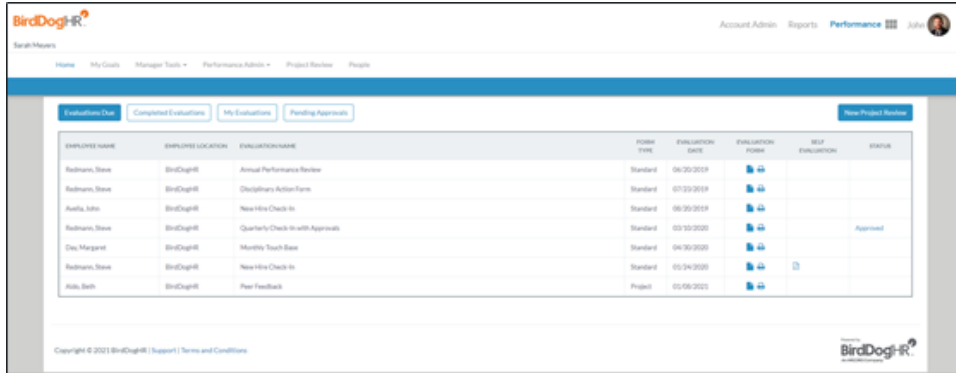 BirdDogHR
Account Admin Reports Performance John
Sarah Meyers
Home My Goals Manager Tools Performance Admin Project Review People
Evaluations Due Completed Evaluations My Evaluations Pending Approvals New Project Review
EMPLOYEE NAME EMPLOYEE LOCATION EVALUATION NAME FORM TYPE EVALUATION DATE EVALUATION FORM SELF EVALUATION STATUS
Redmann, Steve BirdDogHR Annual Performance Review Standard 06/20/2019
Redmann, Steve BirdDogHR Disciplinary Action Form Standard 07/23/2019
Avella, John BirdDogHR New Hire Check-In Standard 08/20/2019
Redmann, Steve BirdDogHR Quarterly Check-In with Approvals Standard 03/10/2020 Approved
Day, Margaret BirdDogHR Monthly Touch Base Standard 04/30/2020
Redmann, Steve BirdDogHR New Hire Check-In Standard 01/24/2020
Aldo, Beth BirdDogHR Peer Feedback Project 01/08/2021
Powered by
Copyright © 2021 BirdDogHR | Support | Terms and Conditions BirdDogHR
An ARCORO Company